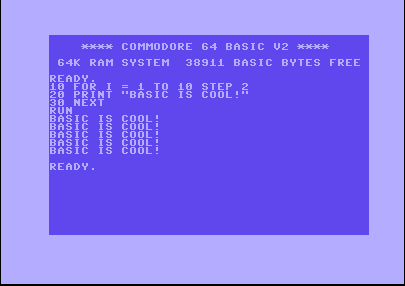 **** COMMODORE 64 BASIC V2 ****
64K RAM SYSTEM  38911 BASIC BYTES FREE
READY.
10 FOR I = 1 TO 10 STEP 2
20 PRINT "BASIC IS COOL!"
30 NEXT
RUN
BASIC IS COOL!
BASIC IS COOL!
BASIC IS COOL!
BASIC IS COOL!
BASIC IS COOL!
READY.